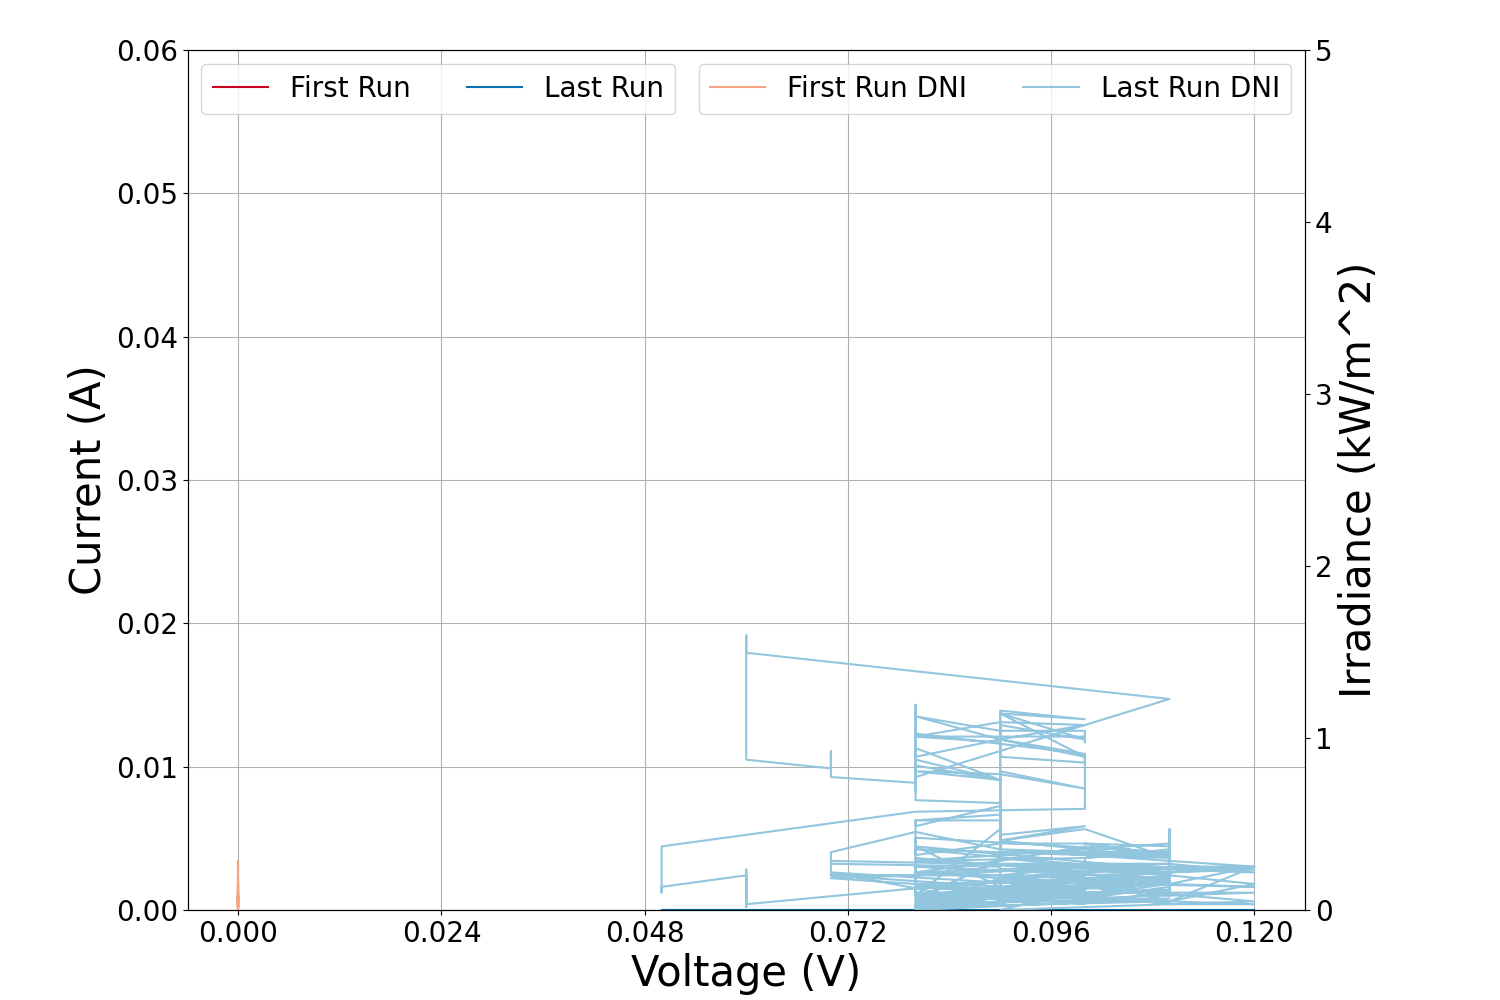 First Run
Last Run
First Run DNI
Last Run DNI
0.06
0.05
0.04
0.03
0.02
0.01
0.00
Current (A)
5
4
3
2
1
0
Irradiance (kW/m^2)
0.000
0.024
0.048
0.072
0.096
0.120
Voltage (V)